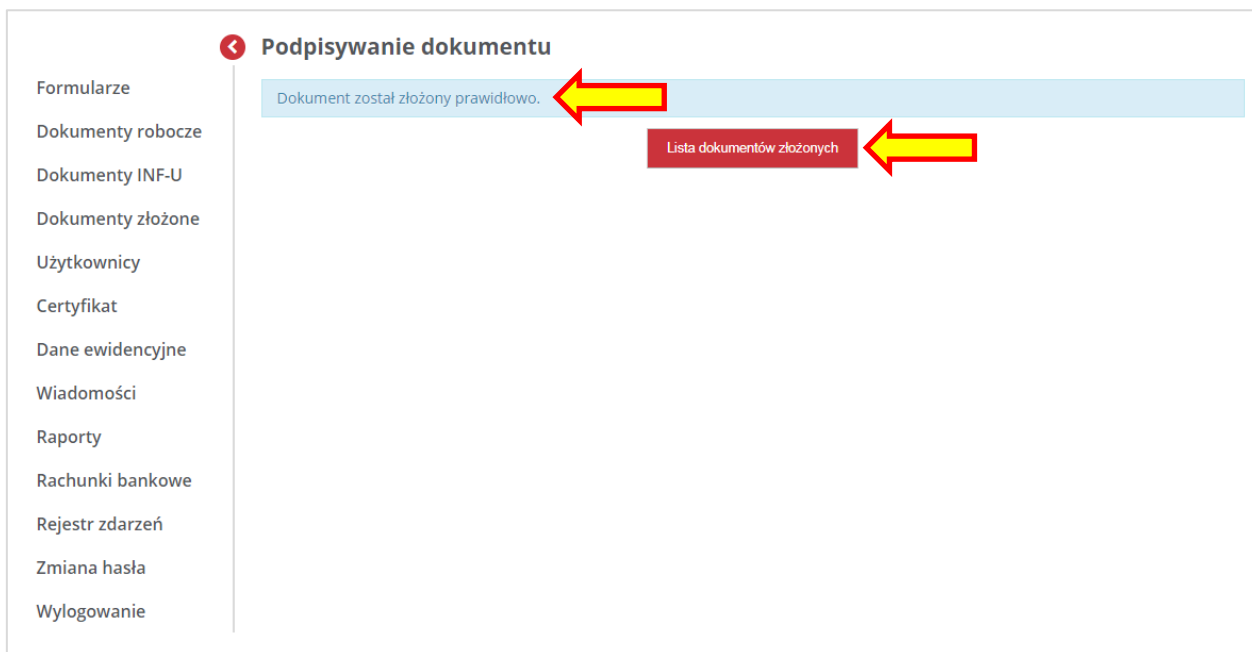 Podpisywanie dokumentu
Dokument został złożony prawidłowo.
Lista dokumentów złożonych
Formularze
Dokumenty robocze
Dokumenty INF-U
Dokumenty złożone
Użytkownicy
Certyfikat
Dane ewidencyjne
Wiadomości
Raporty
Rachunki bankowe
Rejestr zdarzeń
Zmiana hasła
Wylogowanie